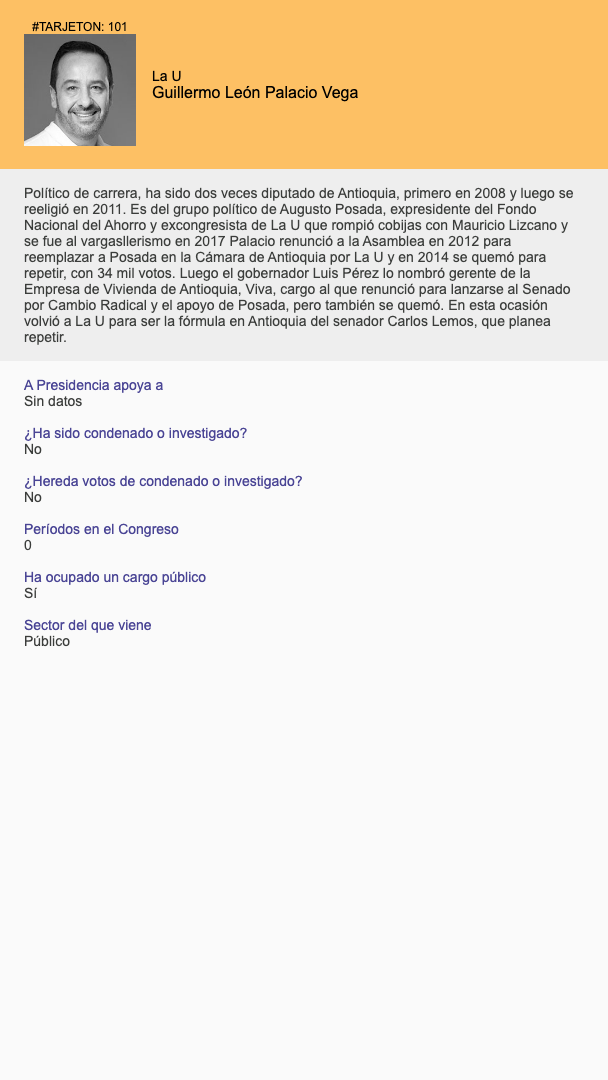 #TARJETON: 101
La U
Guillermo León Palacio Vega
Político de carrera, ha sido dos veces diputado de Antioquia, primero en 2008 y luego se
reeligió en 2011. Es del grupo político de Augusto Posada, expresidente del Fondo
Nacional del Ahorro y excongresista de La U que rompió cobijas con Mauricio Lizcano y
se fue al vargasllerismo en 2017 Palacio renunció a la Asamblea en 2012 para
reemplazar a Posada en la Cámara de Antioquia por La U y en 2014 se quemó para
repetir, con 34 mil votos. Luego el gobernador Luis Pérez lo nombró gerente de la
Empresa de Vivienda de Antioquia, Viva, cargo al que renunció para lanzarse al Senado
por Cambio Radical y el apoyo de Posada, pero también se quemó. En esta ocasión
volvió a La U para ser la fórmula en Antioquia del senador Carlos Lemos, que planea
repetir.
A Presidencia apoya a
Sin datos
¿Ha sido condenado o investigado?
No
¿Hereda votos de condenado o investigado?
No
Períodos en el Congreso
0
Ha ocupado un cargo público
Sí
Sector del que viene
Público